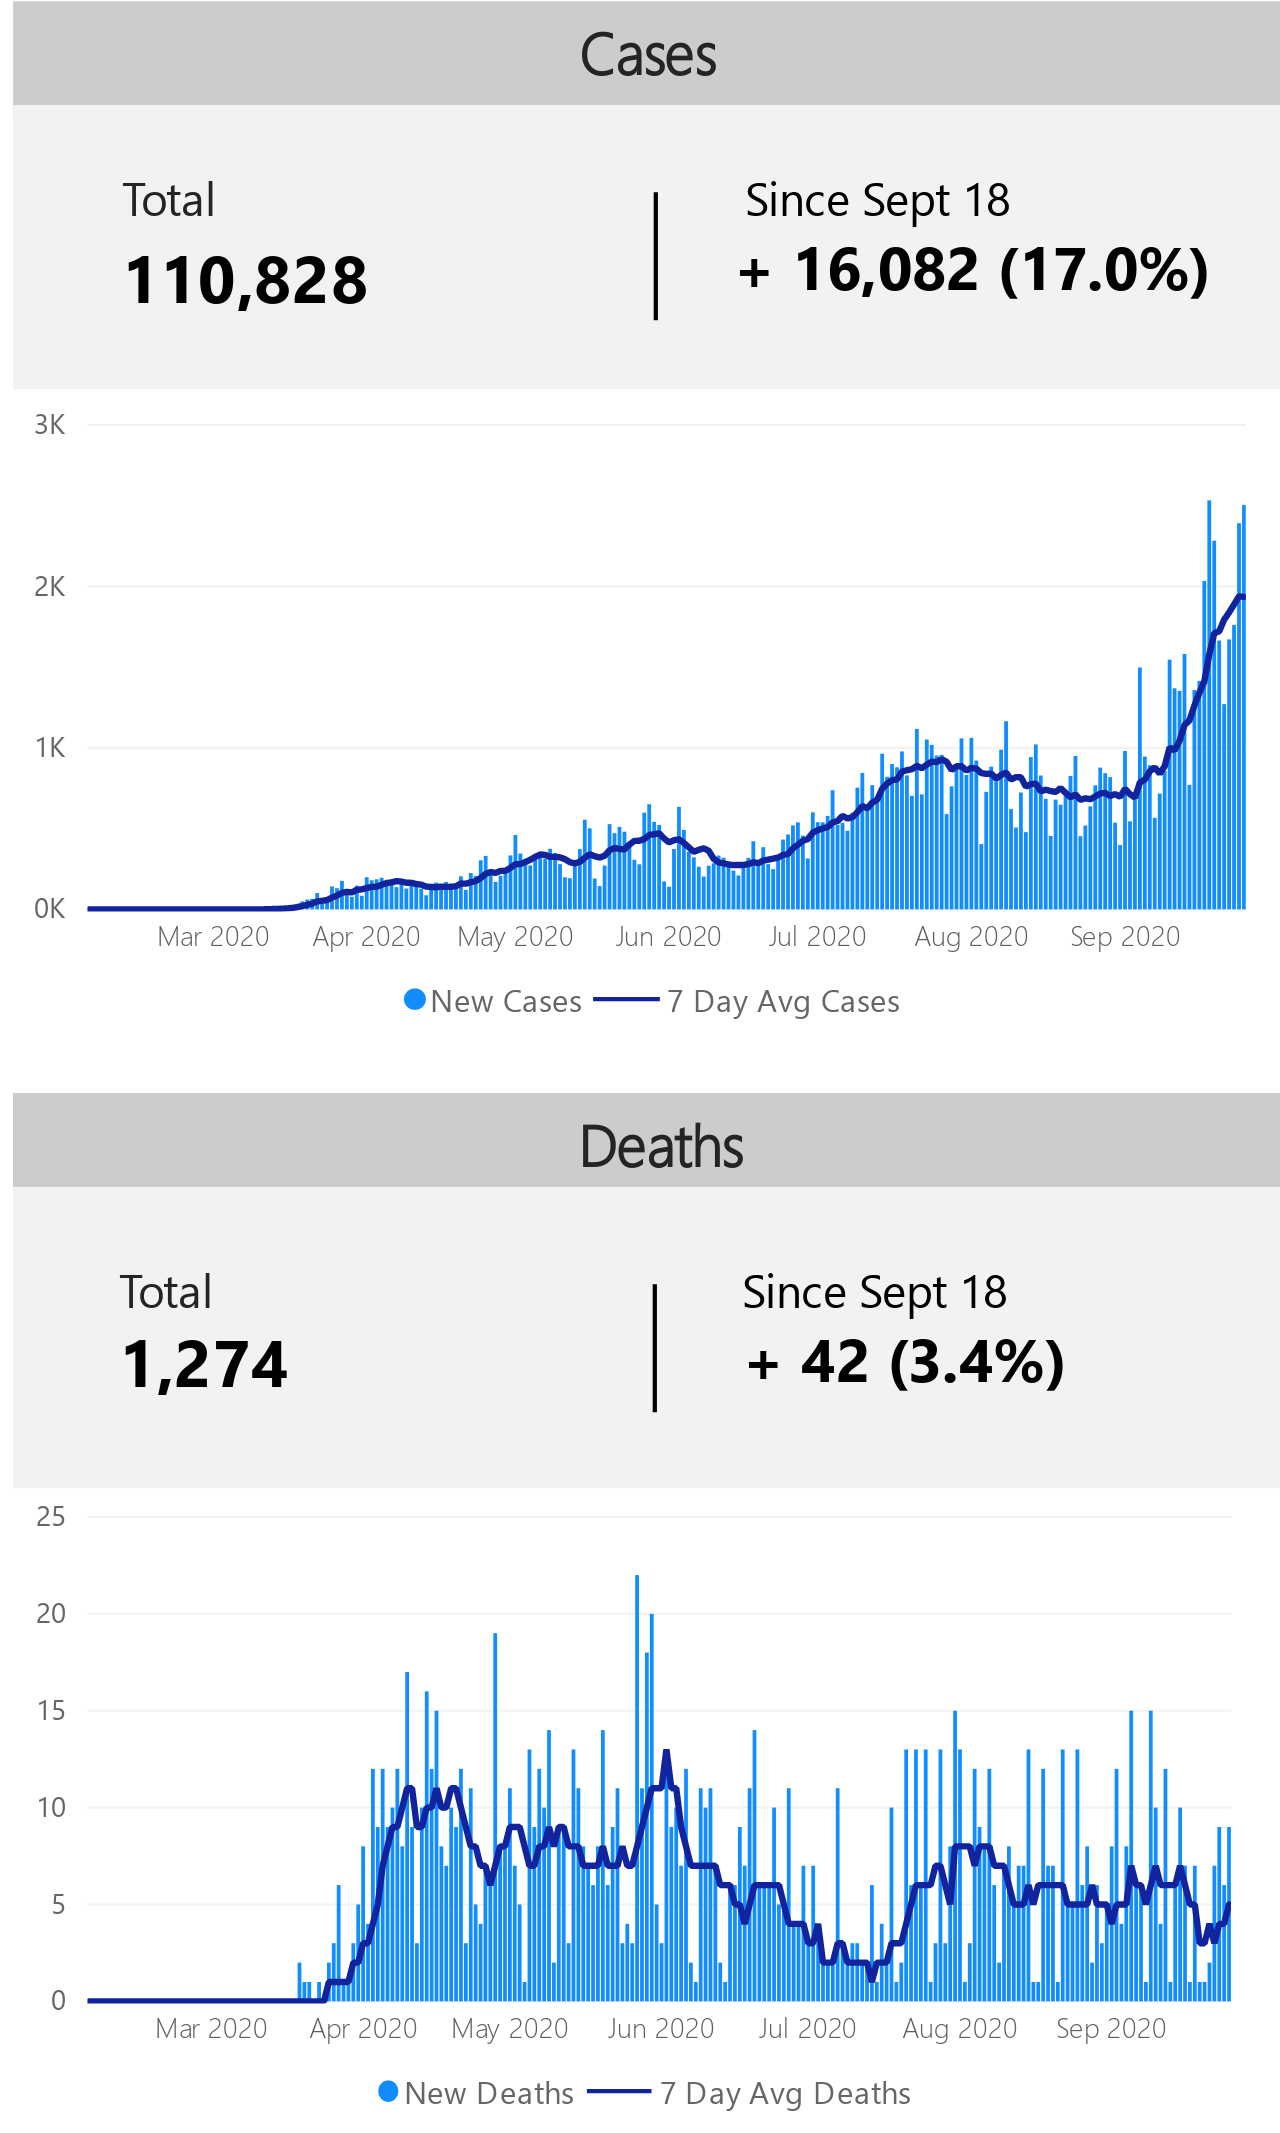 Cases
Total
Since Sept 18
110,828
+ 16,082 (17.0%)
3K
2K
1K
0K
Mar 2020 Apr 2020 May 2020 Jun 2020 Jul 2020 Aug 2020 Sep 2020
New Cases 7 Day Avg Cases
Deaths
Total
Since Sept 18
1,274
+ 42 (3.4%)
25
20
15
10
5
0
Mar 2020 Apr 2020 May 2020 Jun 2020 Jul 2020 Aug 2020 Sep 2020
New Deaths 7 Day Avg Deaths